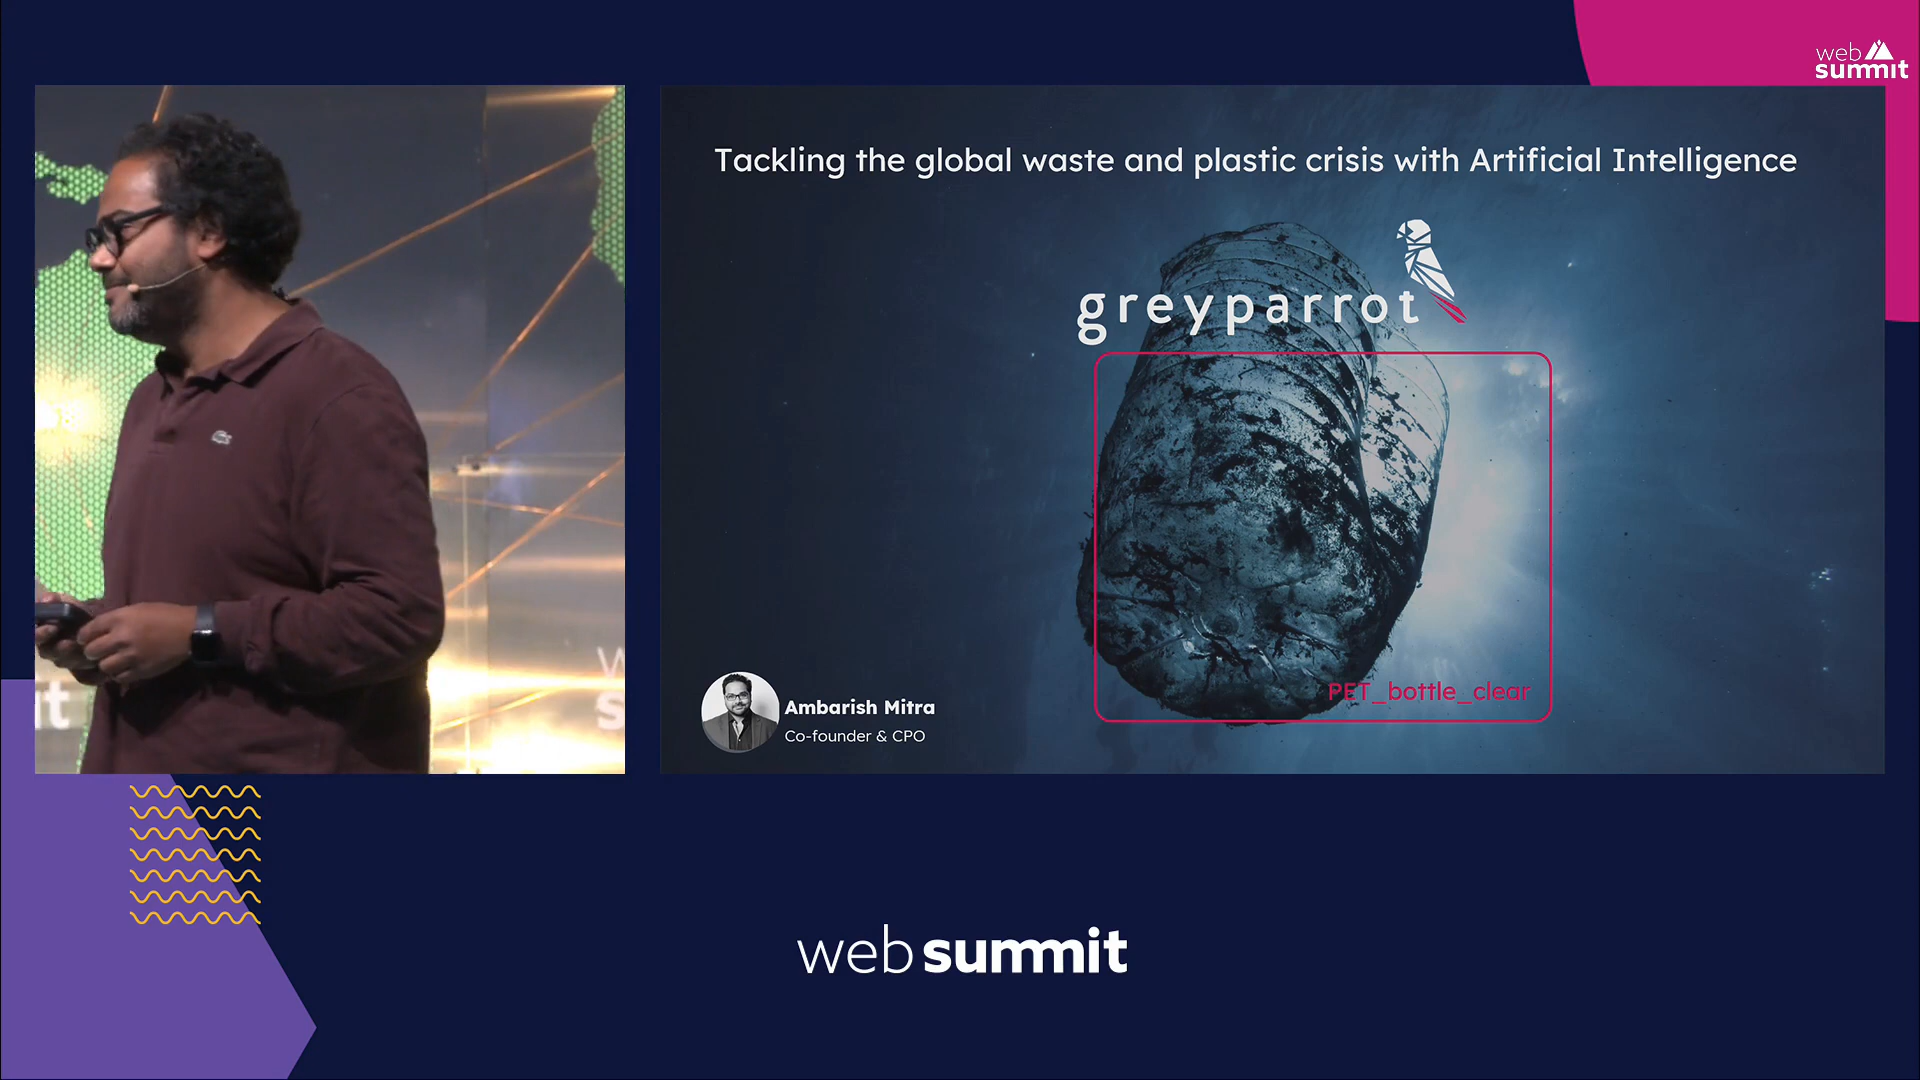 web
summit
Tackling the global waste and plastic crisis with Artificial Intelligence
greyparrot
PET_bottle_clear
Ambarish Mitra
Co-founder & CPO
web summit